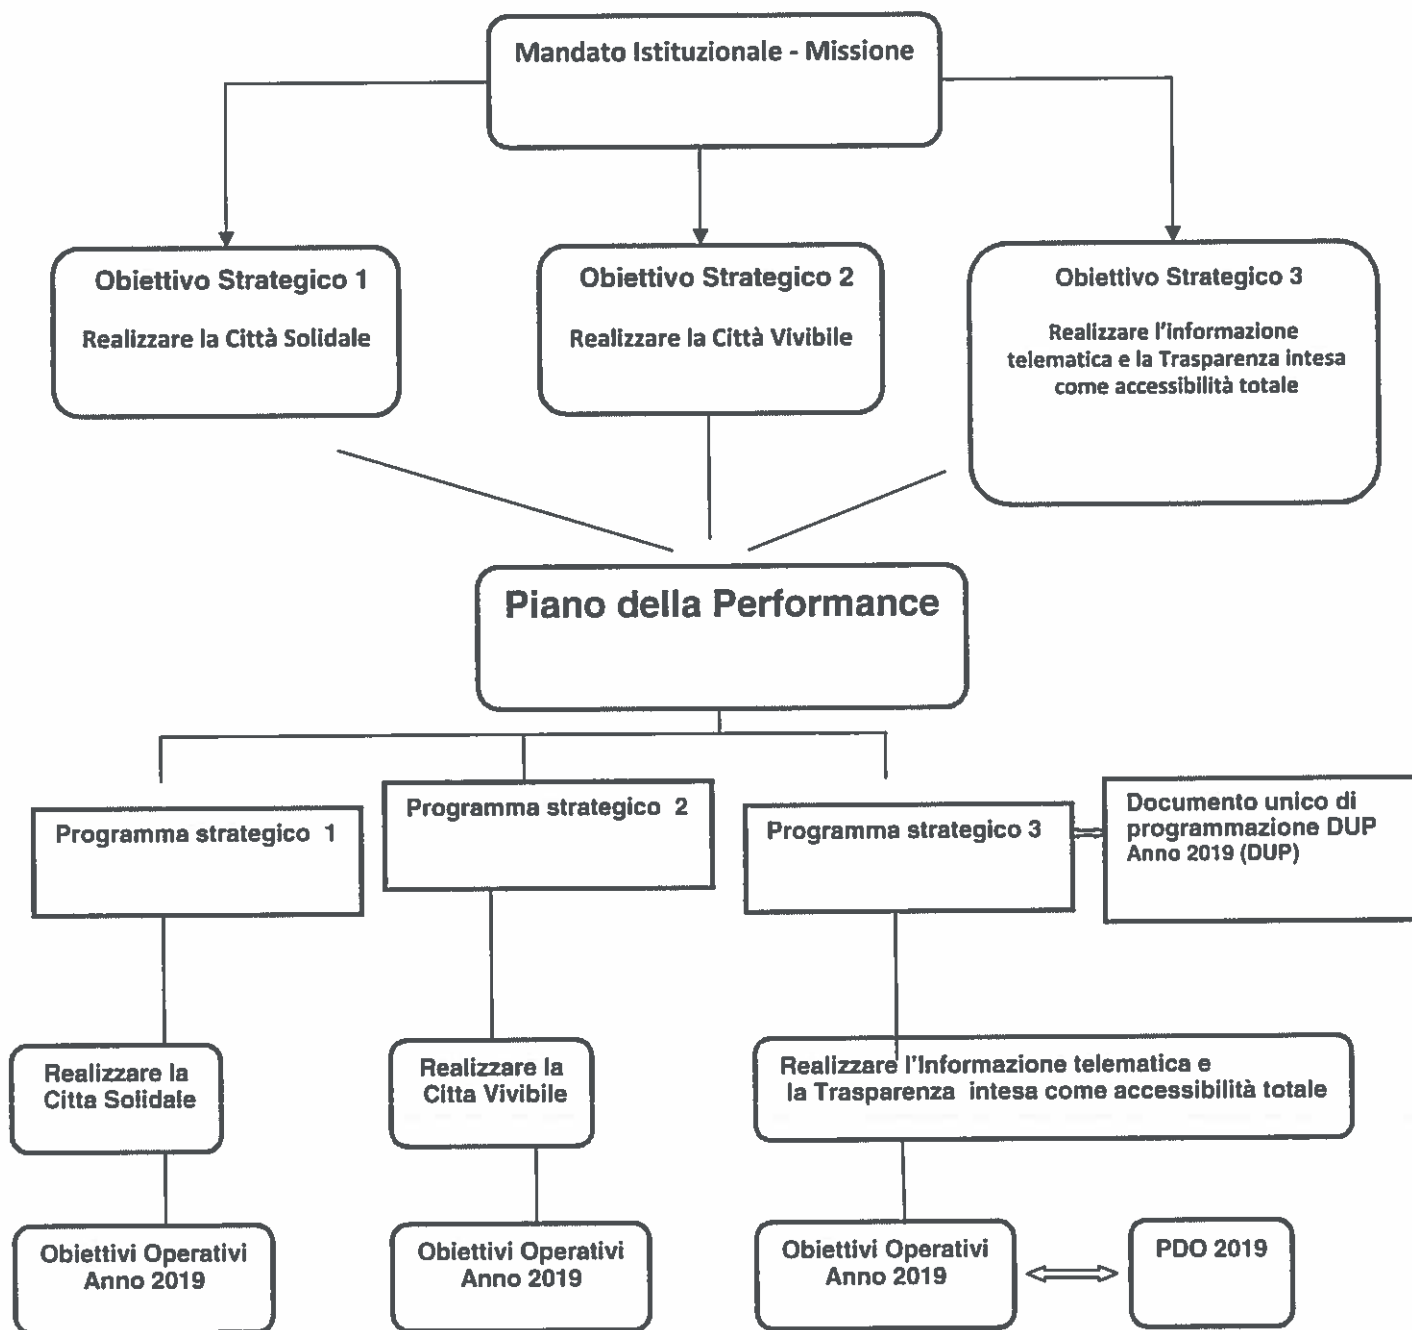 Mandato Istituzionale - Missione
Obiettivo Strategico 1
Realizzare la Città Solidale
Obiettivo Strategico 2
Realizzare la Città Vivibile
Obiettivo Strategico 3
Realizzare l'informazione
telematica e la Trasparenza intesa
come accessibilità totale
Piano della Performance
Programma strategico 1
Programma strategico 2
Programma strategico 3
Documento unico di
programmazione DUP
Anno 2019 (DUP)
Realizzare la
Citta Solidale
Realizzare la
Citta Vivibile
Realizzare l'Informazione telematica e
la Trasparenza intesa come accessibilità totale
Obiettivi Operativi
Anno 2019
Obiettivi Operativi
Anno 2019
Obiettivi Operativi
Anno 2019
PDO 2019